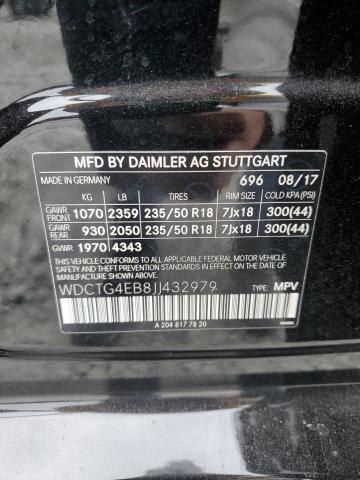 MFD BY DAIMLER AG STUTTGART
MADE IN GERMANY 696 08/17
KG LB TIRES RIM SIZE COLD KPA (PSI)
GAWR FRONT 1070 2359 235/50 R18 7Jx18 300(44)
GAWR REAR 930 2050 235/50 R18 7Jx18 300(44)
GVWR 1970 4343
THIS VEHICLE CONFORMS TO ALL APPLICABLE U.S. FEDERAL MOTOR VEHICLE SAFETY STANDARDS IN EFFECT ON THE DATE OF MANUFACTURE SHOWN ABOVE
WDCTG4EB8JJ432979 TYPE: MPV
A 204 817 78 20